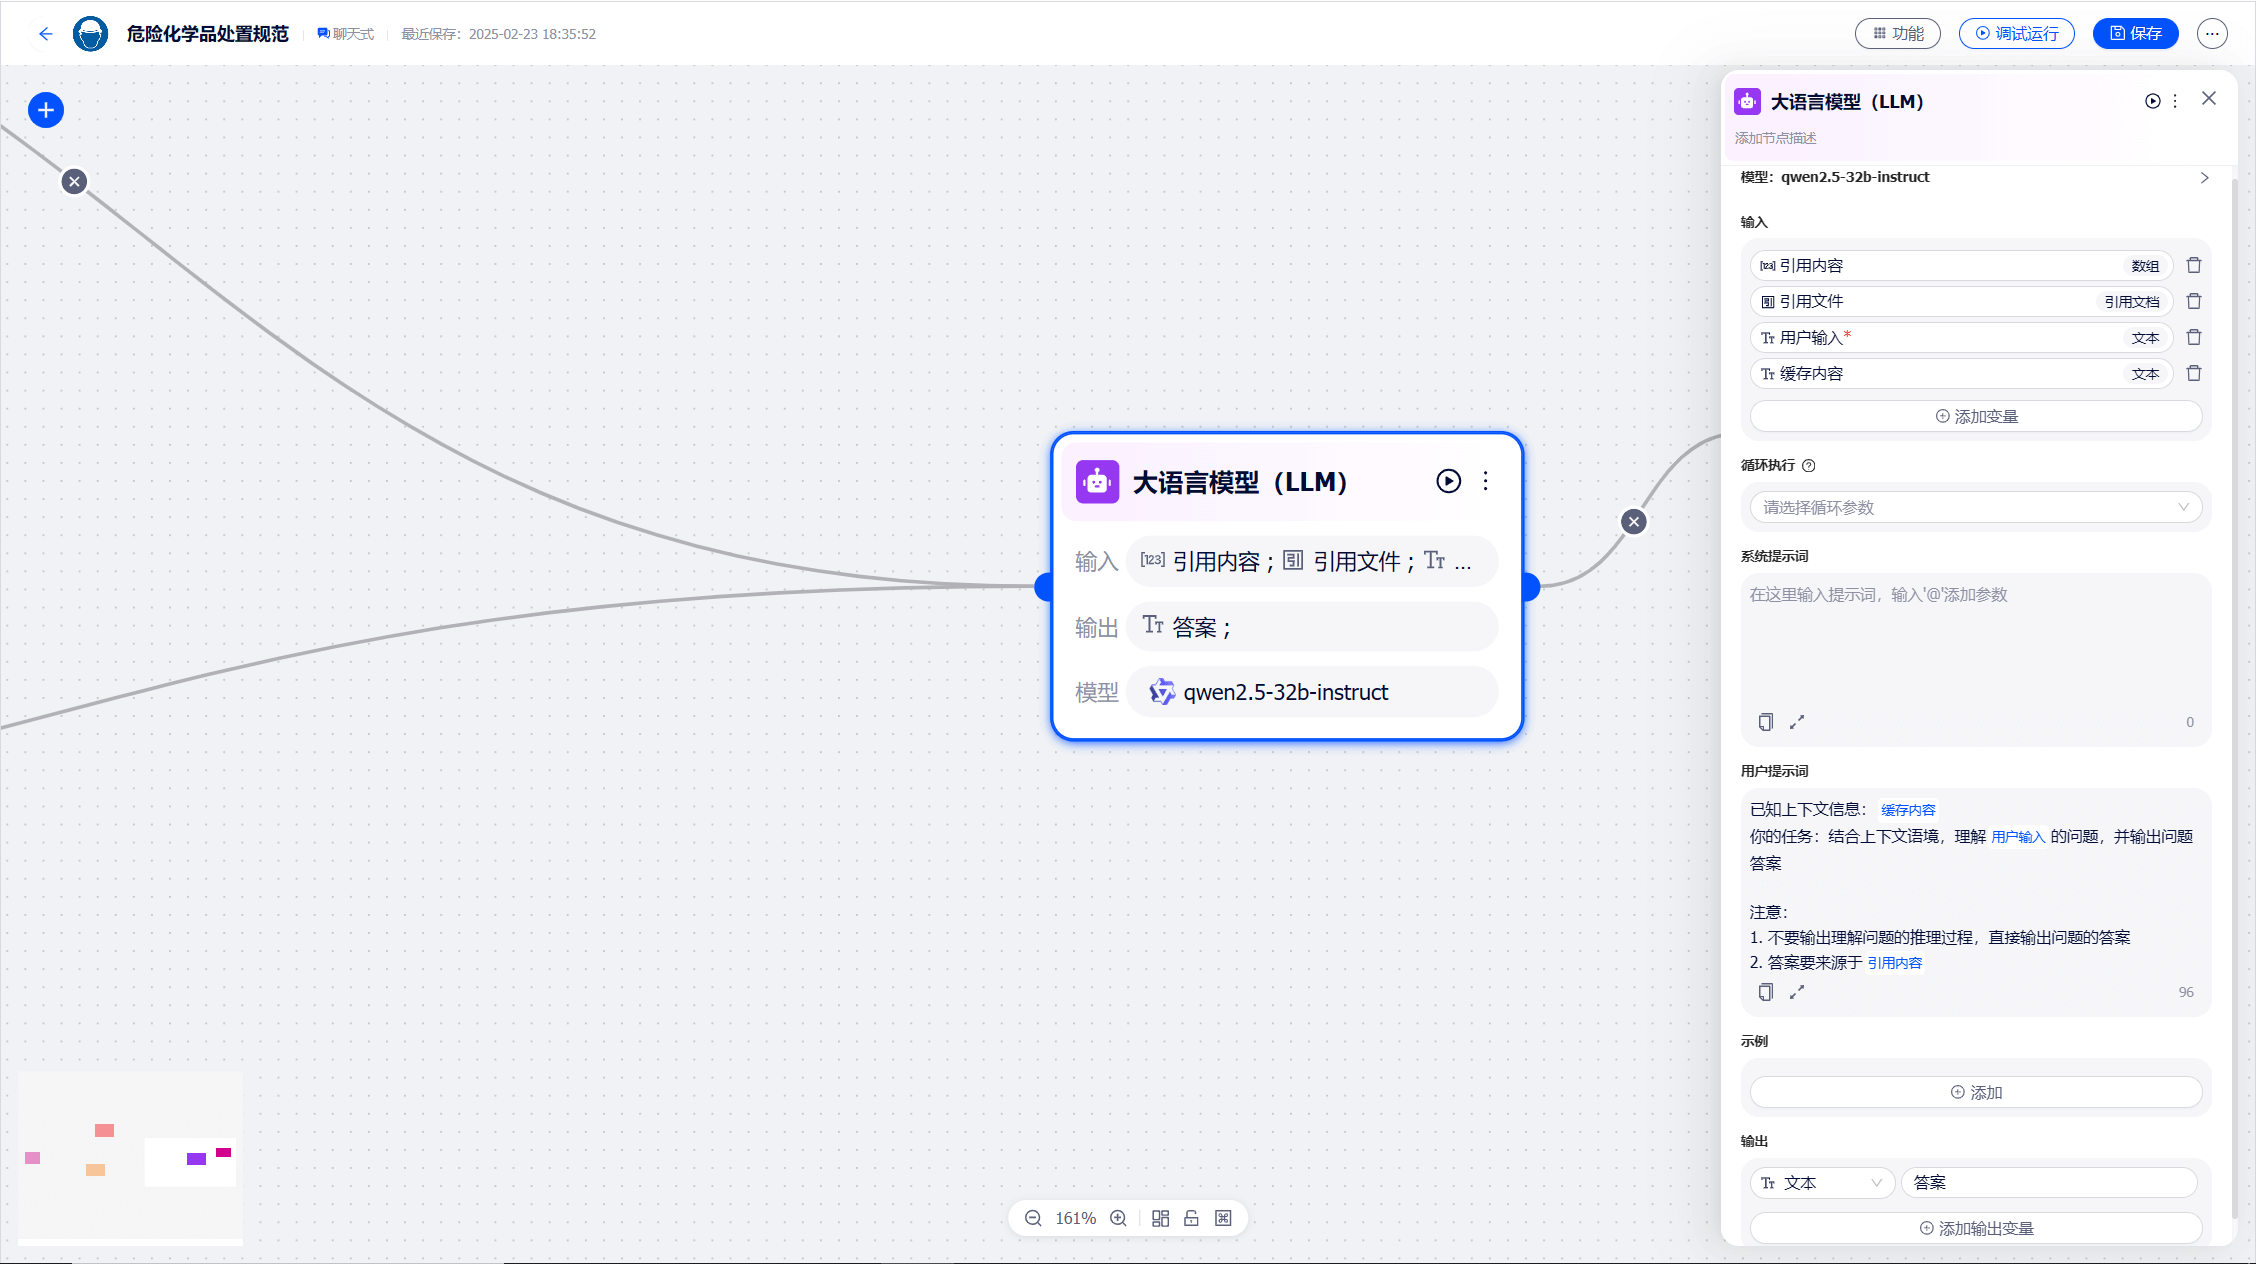 危险化学品处置规范
聊天式
最近保存：2025-02-23 18:35:52
功能
调试运行
保存
大语言模型（LLM）
输入 [123] 引用内容 ; 引用文件 ; Tт ...
输出 Tт 答案 ;
模型 qwen2.5-32b-instruct
161%
大语言模型（LLM）
添加节点描述
模型：qwen2.5-32b-instruct
输入
[123] 引用内容 数组
引用文件 引用文档
Tт 用户输入* 文本
Tт 缓存内容 文本
添加变量
循环执行
请选择循环参数
系统提示词
在这里输入提示词，输入'@'添加参数
0
用户提示词
已知上下文信息： 缓存内容
你的任务：结合上下文语境，理解 用户输入 的问题，并输出问题
答案
注意：
1. 不要输出理解问题的推理过程，直接输出问题的答案
2. 答案要来源于 引用内容
96
示例
添加
输出
Tт 文本 答案
添加输出变量